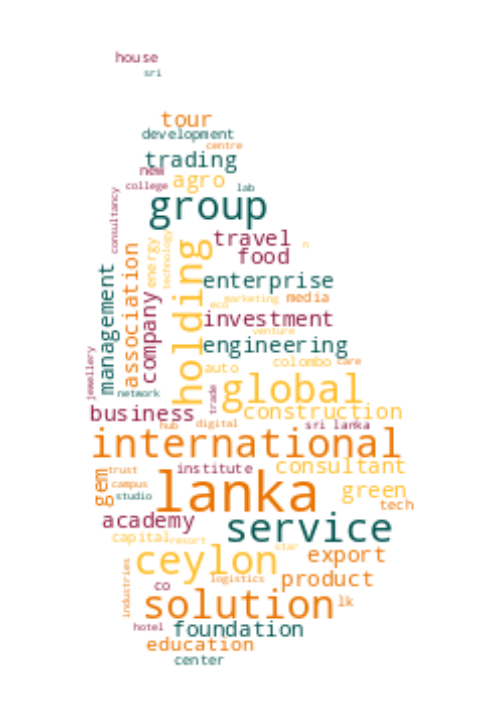 house
sri
tour
development
centre
trading
new
agro
college
lab
consultancy
group
travel
food
n
energy
technology
holding
association
management
company
enterprise
marketing
media
eco
investment
venture
engineering
jewellery
colombo
care
auto
network
trade
global
business
construction
hub
digital
sri lanka
international
institute
consultant
trust
gem
campus
studio
lanka
green
tech
academy
service
capital
resort
star
ceylon
export
logistics
product
industries
co
solution
lk
hotel
foundation
education
center